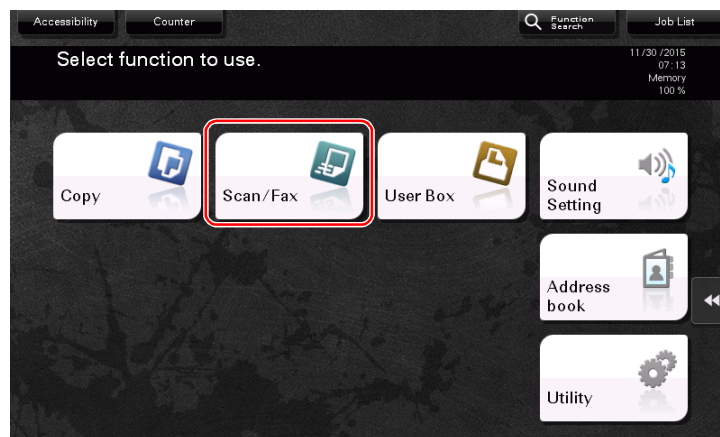 Accessibility
Counter
Function
Search
Job List
Select function to use.
11/30 /2015
07:13
Memory
100 %
Copy
Scan/Fax
User Box
Sound
Setting
Address
book
Utility